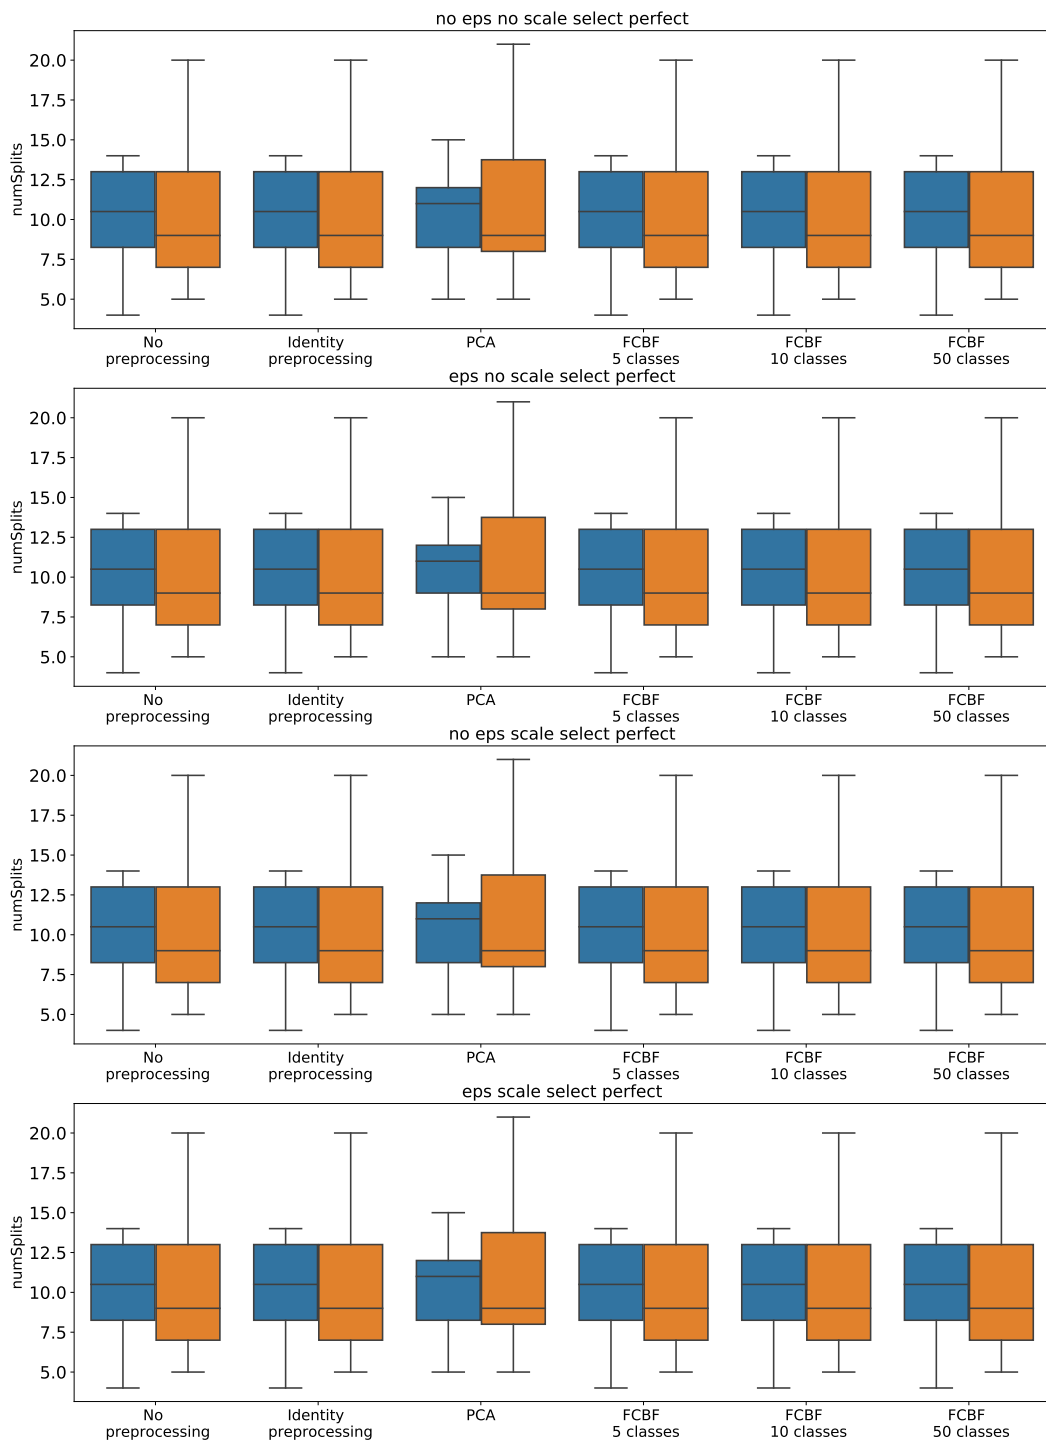 no eps no scale select perfect
numSplits
20.0
17.5
15.0
12.5
10.0
7.5
5.0
No preprocessing
Identity preprocessing
PCA
FCBF 5 classes
FCBF 10 classes
FCBF 50 classes
eps no scale select perfect
numSplits
20.0
17.5
15.0
12.5
10.0
7.5
5.0
No preprocessing
Identity preprocessing
PCA
FCBF 5 classes
FCBF 10 classes
FCBF 50 classes
no eps scale select perfect
numSplits
20.0
17.5
15.0
12.5
10.0
7.5
5.0
No preprocessing
Identity preprocessing
PCA
FCBF 5 classes
FCBF 10 classes
FCBF 50 classes
eps scale select perfect
numSplits
20.0
17.5
15.0
12.5
10.0
7.5
5.0
No preprocessing
Identity preprocessing
PCA
FCBF 5 classes
FCBF 10 classes
FCBF 50 classes